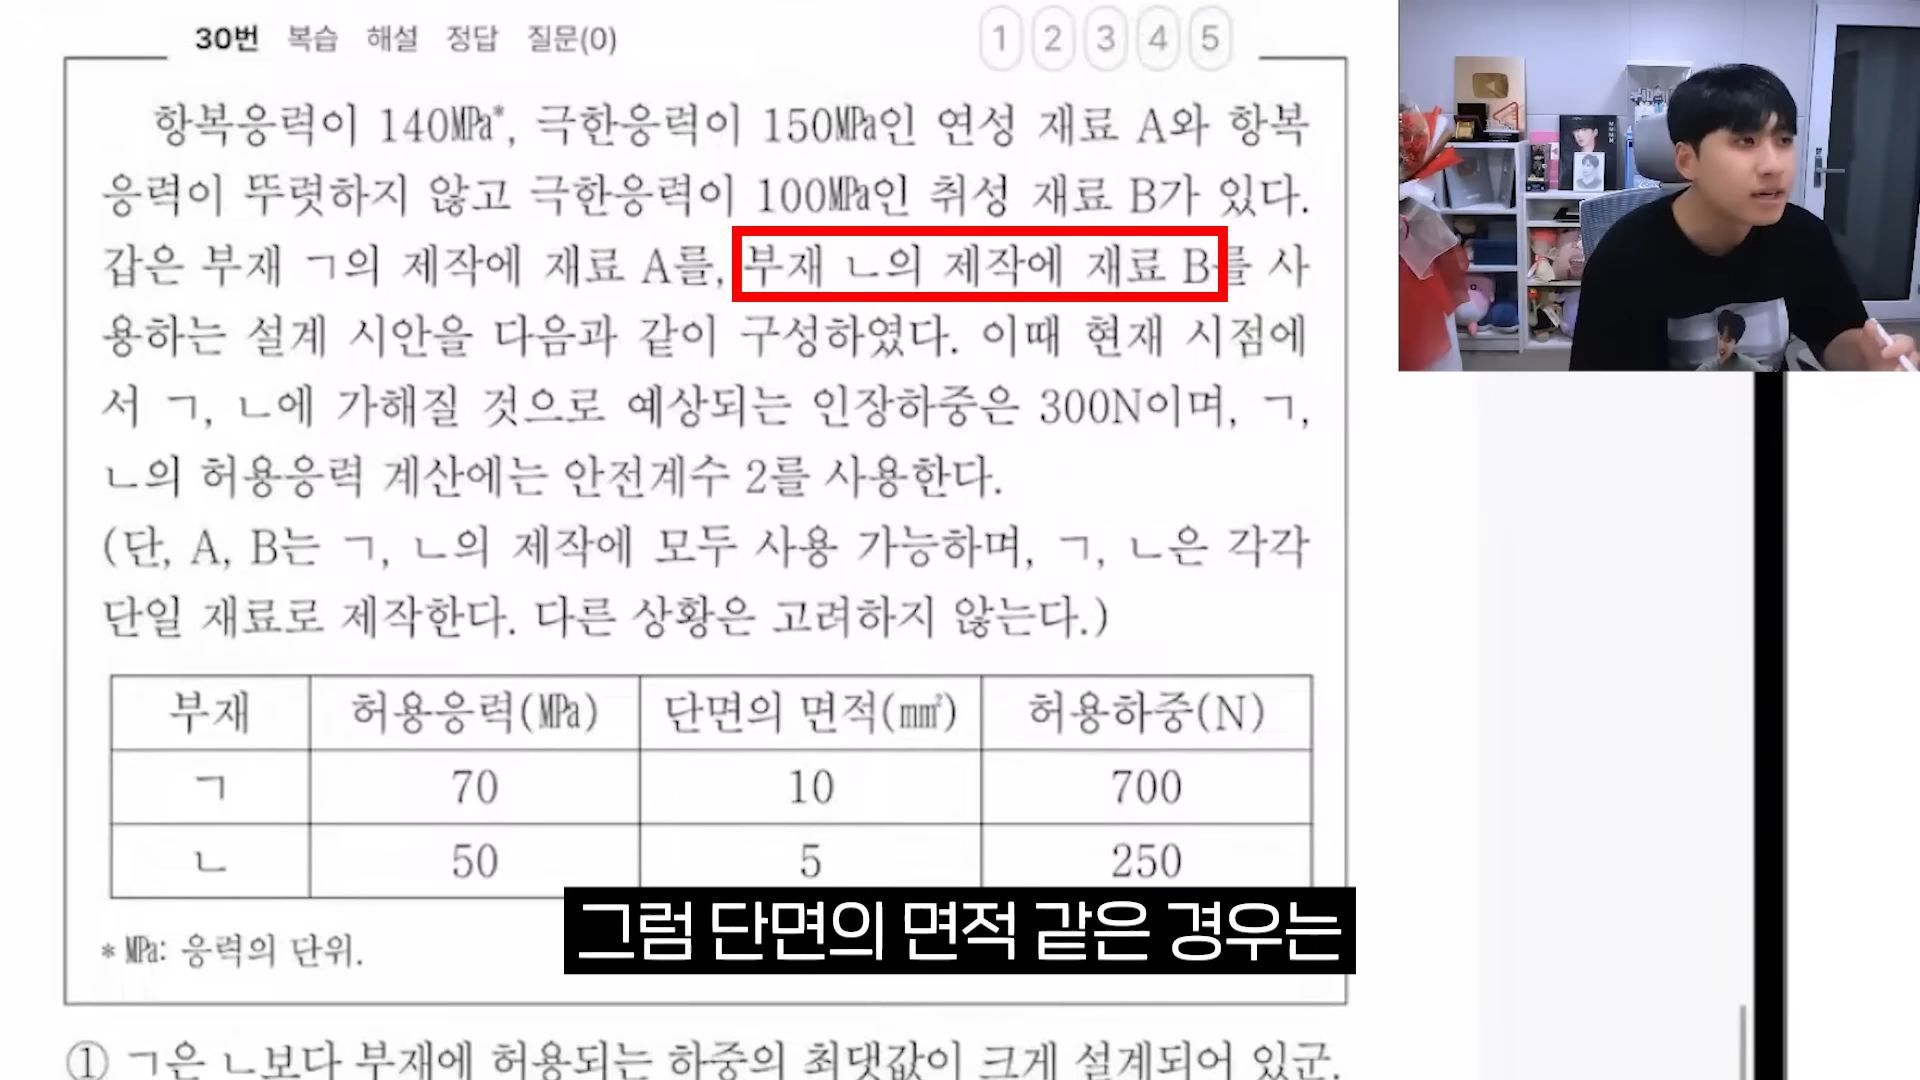 30번 복습 해설 정답 질문(0)
1 2 3 4 5
항복응력이 140㎫*, 극한응력이 150㎫인 연성 재료 A와 항복
응력이 뚜렷하지 않고 극한응력이 100㎫인 취성 재료 B가 있다.
갑은 부재 ㄱ의 제작에 재료 A를, 부재 ㄴ의 제작에 재료 B를 사
용하는 설계 시안을 다음과 같이 구성하였다. 이때 현재 시점에
서 ㄱ, ㄴ에 가해질 것으로 예상되는 인장하중은 300N이며, ㄱ,
ㄴ의 허용응력 계산에는 안전계수 2를 사용한다.
(단, A, B는 ㄱ, ㄴ의 제작에 모두 사용 가능하며, ㄱ, ㄴ은 각각
단일 재료로 제작한다. 다른 상황은 고려하지 않는다.)
부재 허용응력(㎫) 단면의 면적(㎟) 허용하중(N)
ㄱ 70 10 700
ㄴ 50 5 250
* ㎫: 응력의 단위.
그럼 단면의 면적 같은 경우는
① ㄱ은 ㄴ보다 부재에 허용되는 하중의 최댓값이 크게 설계되어 있군.